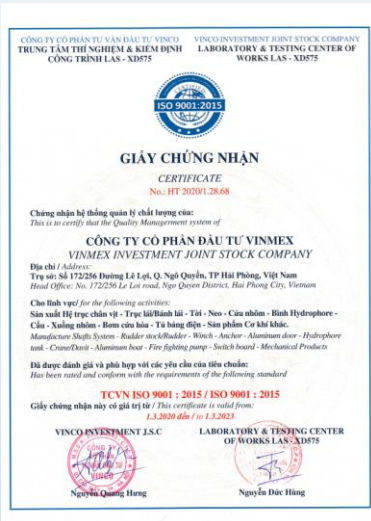 CÔNG TY CỔ PHẦN TƯ VẤN ĐẦU TƯ VINCO
TRUNG TÂM THÍ NGHIỆM & KIỂM ĐỊNH
CÔNG TRÌNH LAS - XD575
VINCO INVESTMENT JOINT STOCK COMPANY
LABORATORY & TESTING CENTER OF
WORKS LAS - XD575
ISO 9001:2015
GIẤY CHỨNG NHẬN
CERTIFICATE
No.: HT 2020/1.28.68
Chứng nhận hệ thống quản lý chất lượng của:
This is to certify that the Quality Management system of
CÔNG TY CỔ PHẦN ĐẦU TƯ VINMEX
VINMEX INVESTMENT JOINT STOCK COMPANY
Địa chỉ / Address:
Trụ sở: Số 172/256 Đường Lê Lợi, Q. Ngô Quyền, TP Hải Phòng, Việt Nam
Head Office: No. 172/256 Le Loi road, Ngo Quyen District, Hai Phong City, Vietnam
Cho lĩnh vực/ for the following activities:
Sản xuất Hệ trục chân vịt - Trục lái/Bánh lái - Tời - Neo - Cửa nhôm - Bình Hydrophore -
Cẩu - Xuồng nhôm - Bơm cứu hỏa - Tủ bảng điện - Sản phẩm Cơ khí khác.
Manufacture Shafts System - Rudder stock/Rudder - Winch - Anchor - Aluminum door - Hydrophore
tank - Crane/Davit - Aluminum boat - Fire fighting pump - Switch board - Mechanical Products
Đã được đánh giá và phù hợp với các yêu cầu của tiêu chuẩn:
Has been rated and conform with the requirements of the following standard
TCVN ISO 9001 : 2015 / ISO 9001 : 2015
Giấy chứng nhận này có giá trị từ / This certificate is valid from:
1.3.2020 đến / to 1.3.2023
VINCO INVESTMENT J.S.C
LABORATORY & TESTING CENTER
OF WORKS LAS -XD575
CÔNG TY
CỔ PHẦN
VINCO
Nguyễn Quang Hưng
Nguyễn Đức Hùng